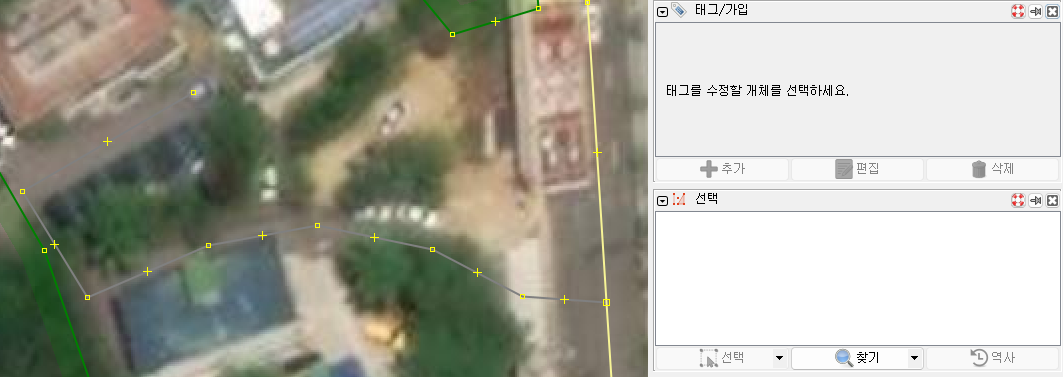 태그/가입
태그를 수정할 개체를 선택하세요.
추가 편집 삭제
선택
선택 찾기 역사